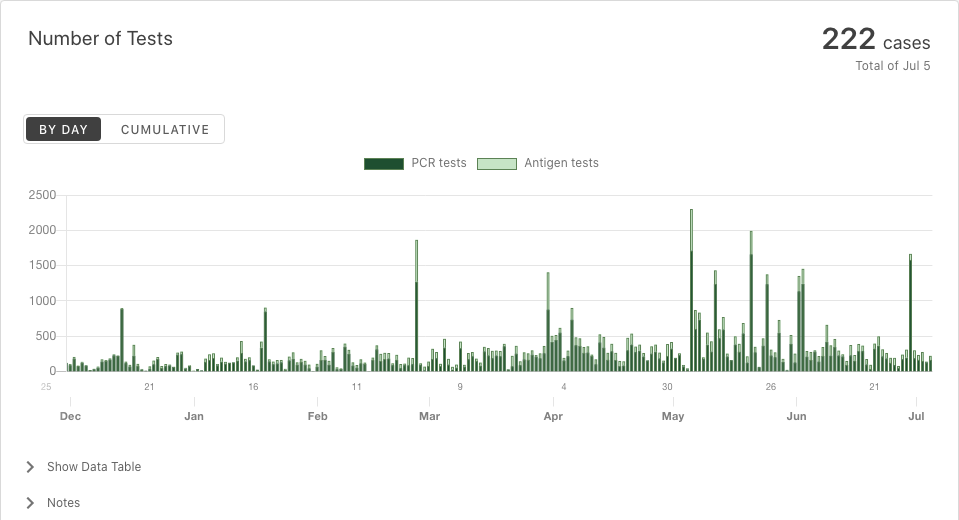 Number of Tests
222 cases
Total of Jul 5
BY DAY CUMULATIVE
PCR tests Antigen tests
2500
2000
1500
1000
500
0
25 21 16 11 9 4 30 26 21
Dec Jan Feb Mar Apr May Jun Jul
Show Data Table
Notes